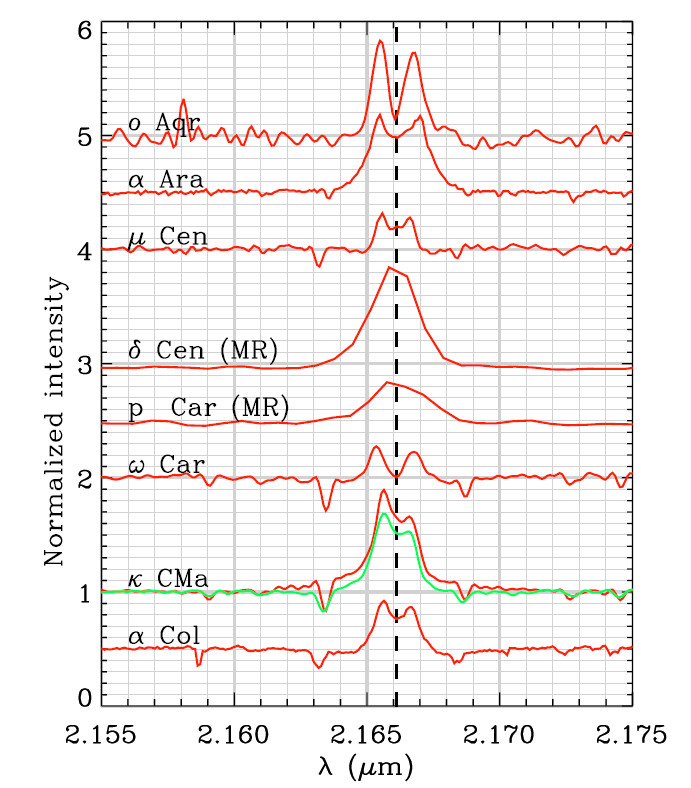 6
o Aqr
5
α Ara
μ Cen
4
δ Cen (MR)
3
p Car (MR)
ω Car
2
κ CMa
1
α Col
0
Normalized intensity
2.155 2.160 2.165 2.170 2.175
λ (μm)